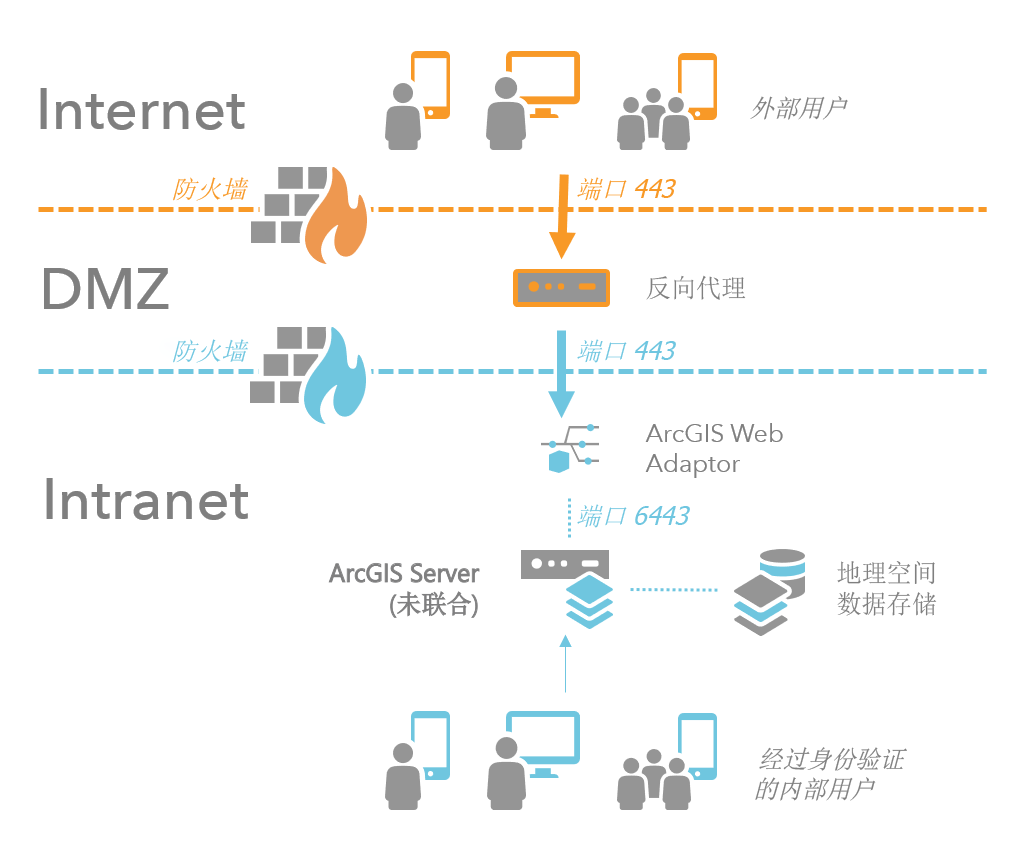 Internet
外部用户
防火墙
端口 443
DMZ
反向代理
防火墙
端口 443
ArcGIS Web
Adaptor
Intranet
端口 6443
ArcGIS Server
(未联合)
地理空间
数据存储
经过身份验证
的内部用户